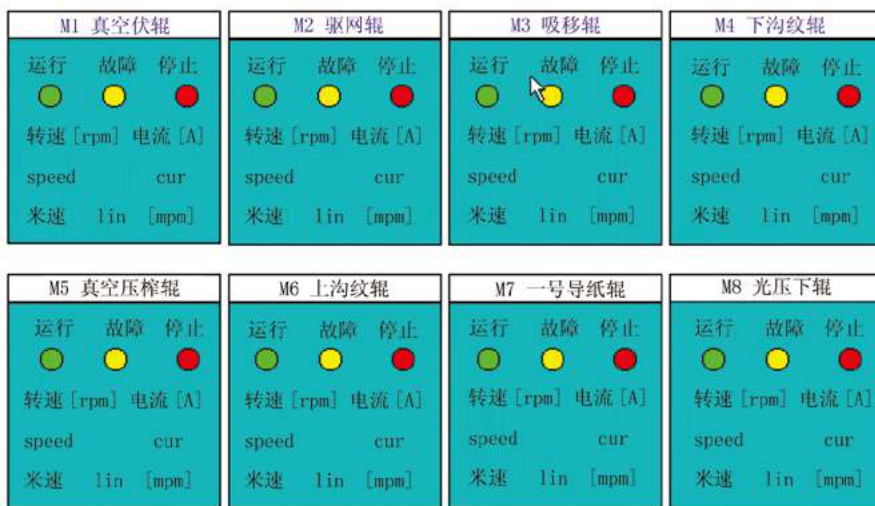 M1 真空伏辊
运行 故障 停止
转速 [rpm] 电流 [A]
speed cur
米速 lin [mpm]
M2 驱网辊
运行 故障 停止
转速 [rpm] 电流 [A]
speed cur
米速 lin [mpm]
M3 吸移辊
运行 故障 停止
转速 [rpm] 电流 [A]
speed cur
米速 lin [mpm]
M4 下沟纹辊
运行 故障 停止
转速 [rpm] 电流 [A]
speed cur
米速 lin [mpm]
M5 真空压榨辊
运行 故障 停止
转速 [rpm] 电流 [A]
speed cur
米速 lin [mpm]
M6 上沟纹辊
运行 故障 停止
转速 [rpm] 电流 [A]
speed cur
米速 lin [mpm]
M7 一号导纸辊
运行 故障 停止
转速 [rpm] 电流 [A]
speed cur
米速 lin [mpm]
M8 光压下辊
运行 故障 停止
转速 [rpm] 电流 [A]
speed cur
米速 lin [mpm]